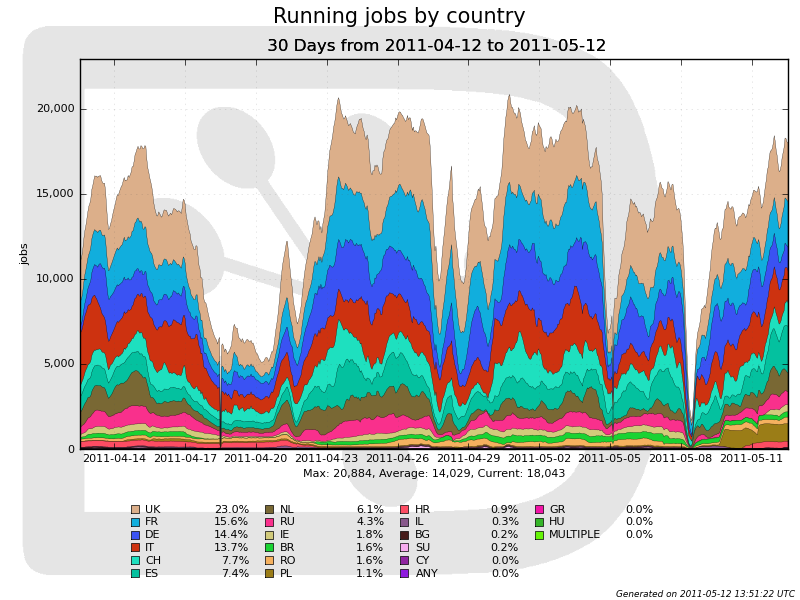 Running jobs by country
30 Days from 2011-04-12 to 2011-05-12
20,000
15,000
10,000
5,000
0
jobs
2011-04-14 2011-04-17 2011-04-20 2011-04-23 2011-04-26 2011-04-29 2011-05-02 2011-05-05 2011-05-08 2011-05-11
Max: 20,884, Average: 14,029, Current: 18,043
UK 23.0% NL 6.1% HR 0.9% GR 0.0%
FR 15.6% RU 4.3% IL 0.3% HU 0.0%
DE 14.4% IE 1.8% BG 0.2% MULTIPLE 0.0%
IT 13.7% BR 1.6% SU 0.2%
CH 7.7% RO 1.6% CY 0.0%
ES 7.4% PL 1.1% ANY 0.0%
Generated on 2011-05-12 13:51:22 UTC